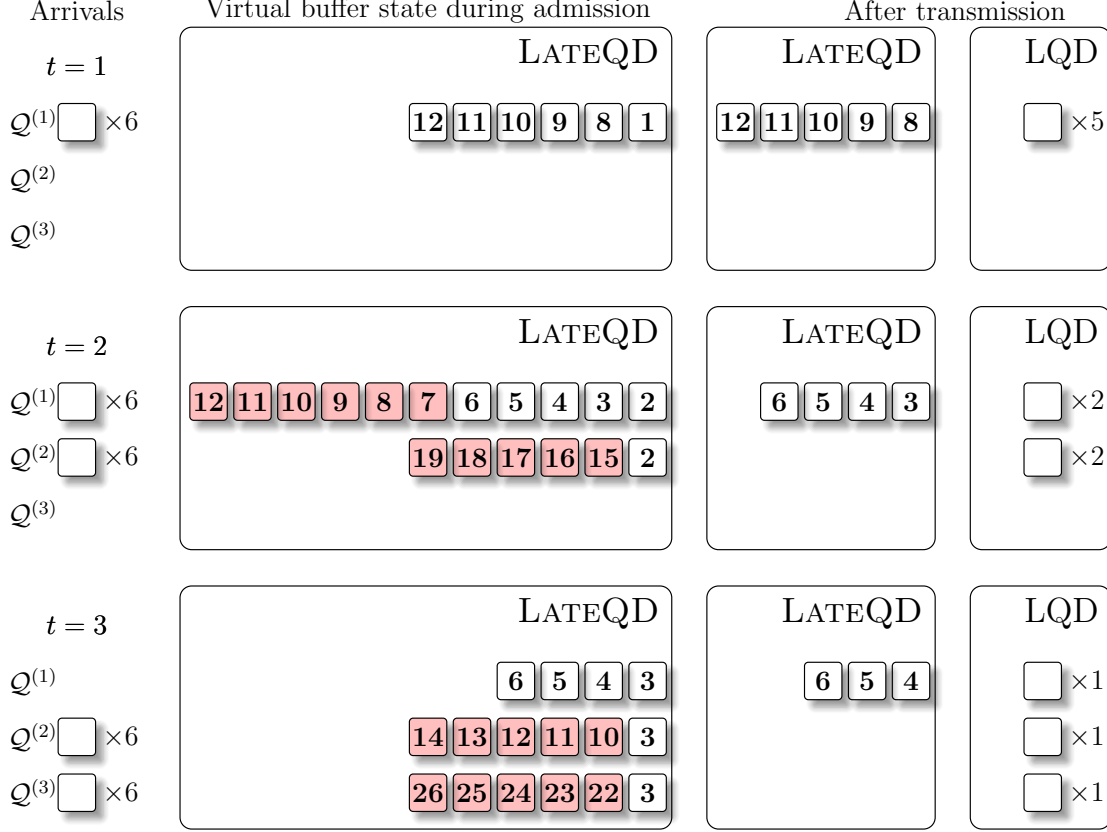 Arrivals Virtual buffer state during admission After transmission
t = 1 LATEQD LATEQD LQD
Q(1) ×6 12 11 10 9 8 1 12 11 10 9 8 ×5
Q(2)
Q(3)
t = 2 LATEQD LATEQD LQD
Q(1) ×6 12 11 10 9 8 7 6 5 4 3 2 6 5 4 3 ×2
Q(2) ×6 19 18 17 16 15 2 ×2
Q(3)
t = 3 LATEQD LATEQD LQD
Q(1) 6 5 4 3 6 5 4 ×1
Q(2) ×6 14 13 12 11 10 3 ×1
Q(3) ×6 26 25 24 23 22 3 ×1